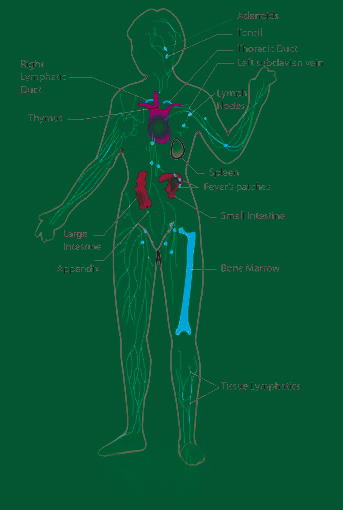 Adenoids
Tonsil
Thoracic Duct
Left subclavian vein
Right
Lymphatic
Duct
Lymph
Nodes
Thymus
Spleen
Peyer's patches
Small Intestine
Large
Intestine
Appendix
Bone Marrow
Tissue Lymphatics